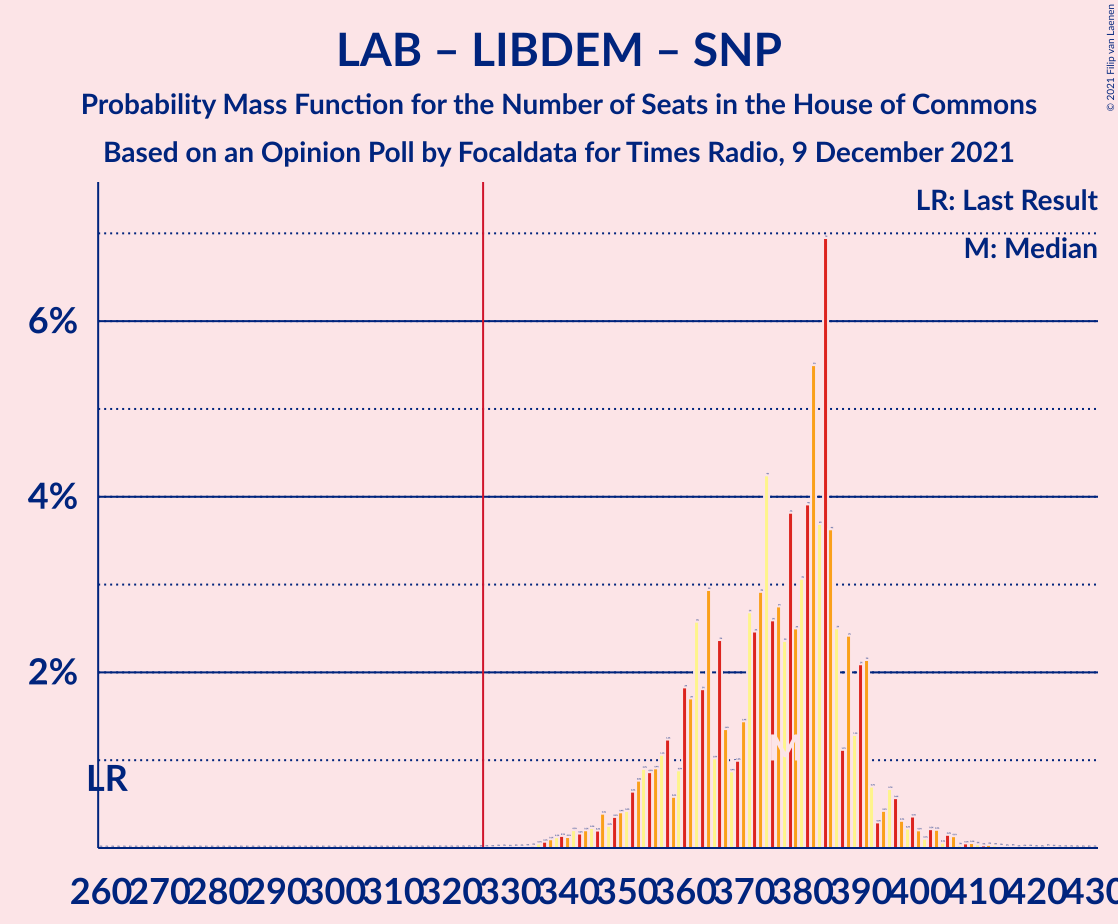 LAB – LIBDEM – SNP
Probability Mass Function for the Number of Seats in the House of Commons
Based on an Opinion Poll by Focaldata for Times Radio, 9 December 2021
© 2021 Filip van Laenen
LR: Last Result
M: Median
6%
4%
2%
LR
M
260 270 280 290 300 310 320 330 340 350 360 370 380 390 400 410 420 430